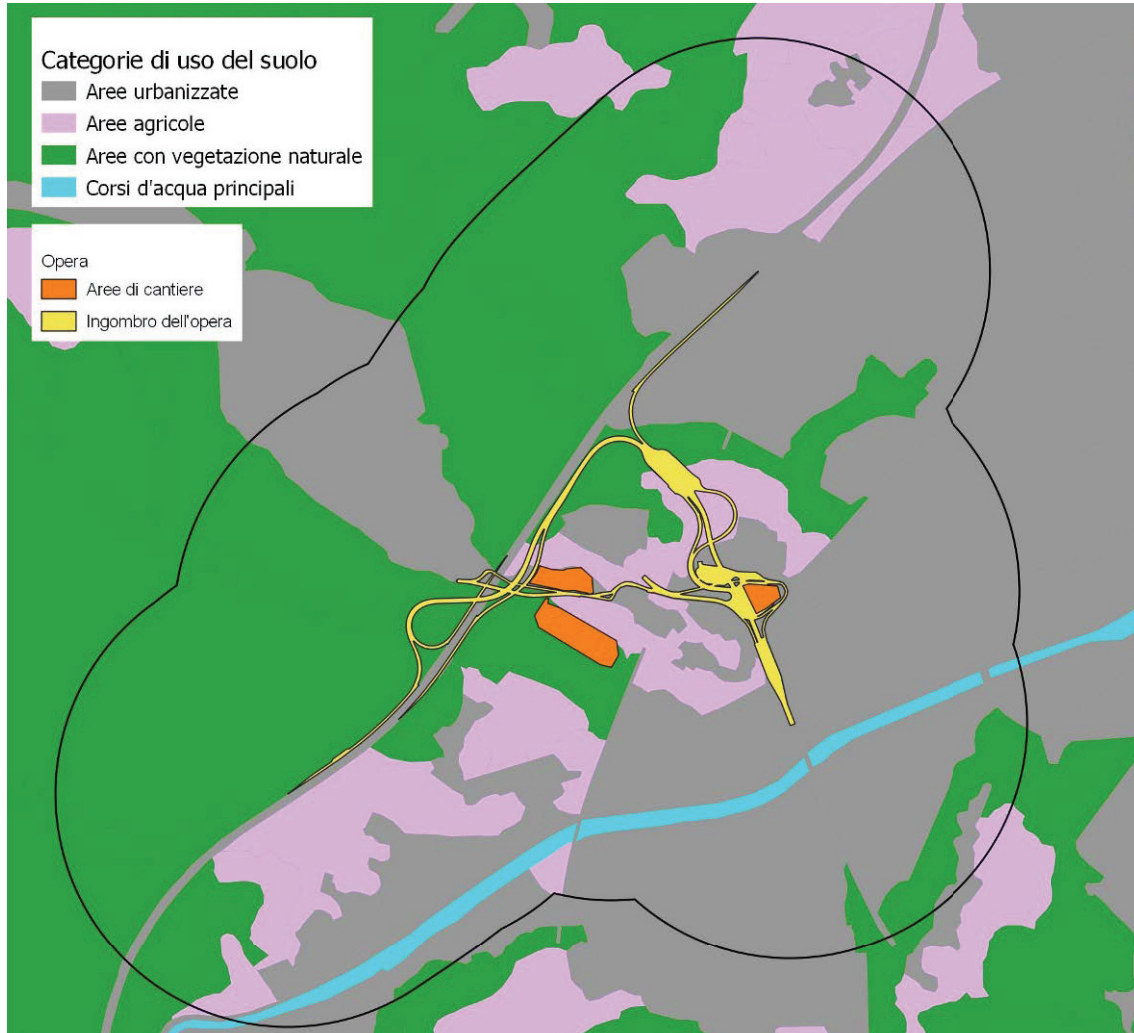 Categorie di uso del suolo
Aree urbanizzate
Aree agricole
Aree con vegetazione naturale
Corsi d'acqua principali
Opera
Aree di cantiere
Ingombro dell'opera